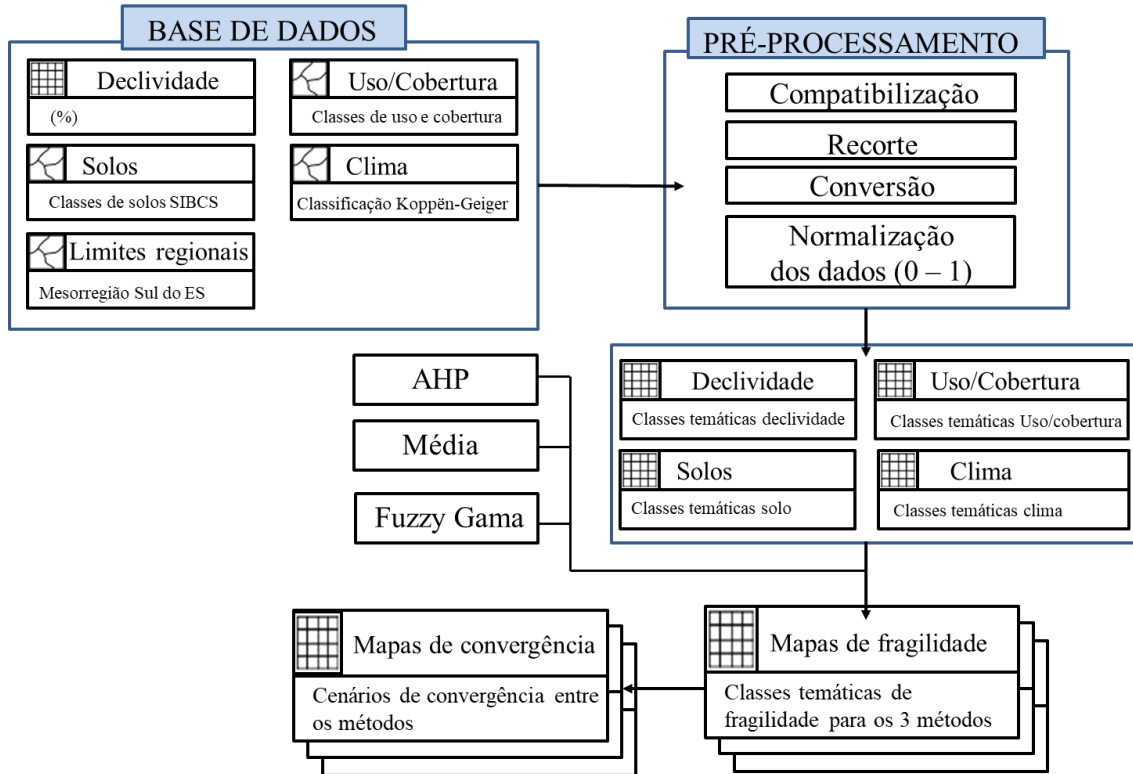 BASE DE DADOS
Declividade
(%)
Uso/Cobertura
Classes de uso e cobertura
Solos
Classes de solos SIBCS
Clima
Classificação Koppën-Geiger
Limites regionais
Mesorregião Sul do ES
PRÉ-PROCESSAMENTO
Compatibilização
Recorte
Conversão
Normalização
dos dados (0 – 1)
AHP
Média
Fuzzy Gama
Declividade
Classes temáticas declividade
Uso/Cobertura
Classes temáticas Uso/cobertura
Solos
Classes temáticas solo
Clima
Classes temáticas clima
Mapas de convergência
Cenários de convergência entre
os métodos
Mapas de fragilidade
Classes temáticas de
fragilidade para os 3 métodos